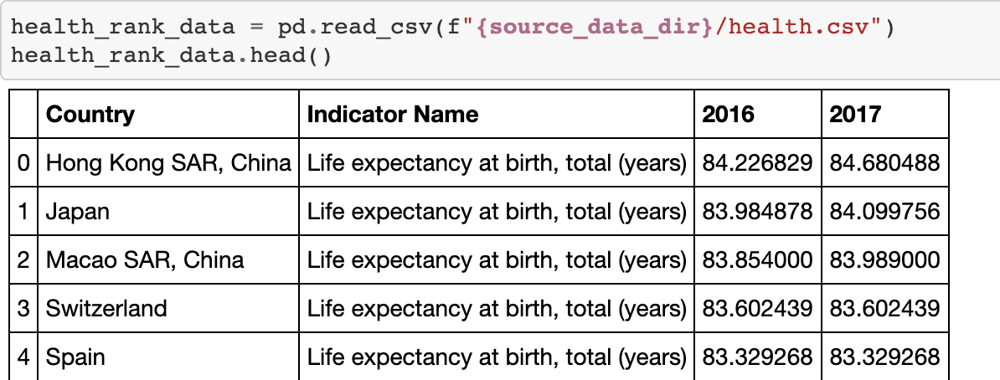 health_rank_data = pd.read_csv(f"{source_data_dir}/health.csv")
health_rank_data.head()
Country Indicator Name 2016 2017
0 Hong Kong SAR, China Life expectancy at birth, total (years) 84.226829 84.680488
1 Japan Life expectancy at birth, total (years) 83.984878 84.099756
2 Macao SAR, China Life expectancy at birth, total (years) 83.854000 83.989000
3 Switzerland Life expectancy at birth, total (years) 83.602439 83.602439
4 Spain Life expectancy at birth, total (years) 83.329268 83.329268